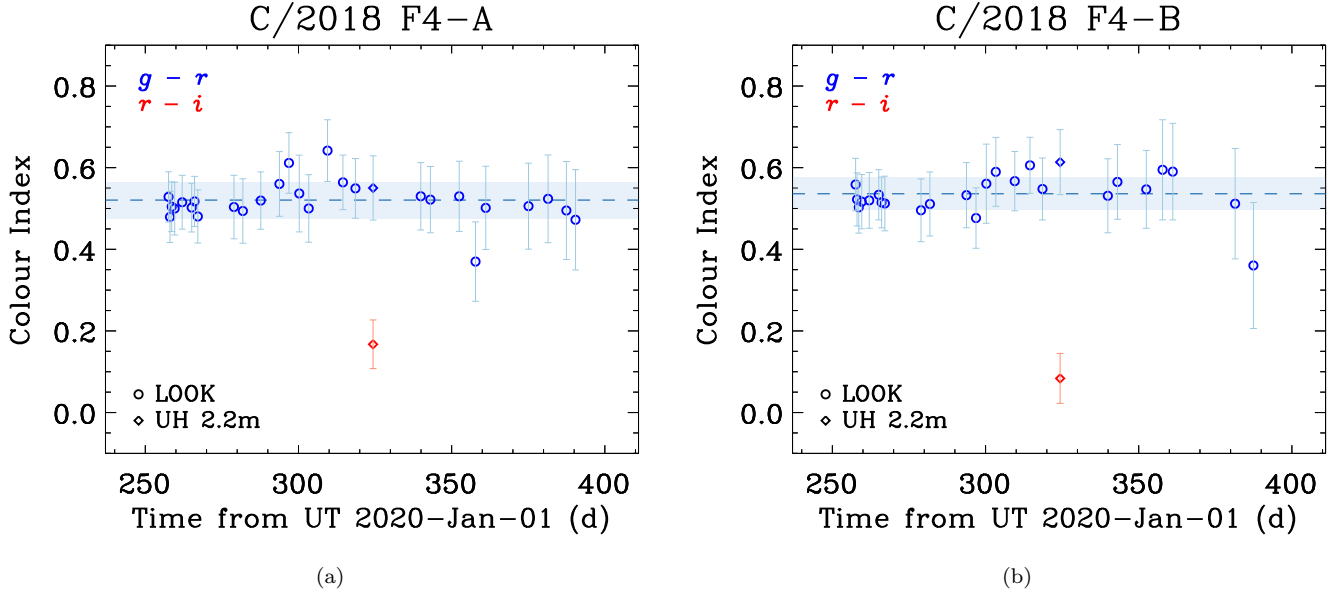 C/2018 F4−A
g − r
r − i
0.8
0.6
0.4
0.2
0.0
Colour Index
LOOK
UH 2.2m
250 300 350 400
Time from UT 2020−Jan−01 (d)
(a)
C/2018 F4−B
g − r
r − i
0.8
0.6
0.4
0.2
0.0
Colour Index
LOOK
UH 2.2m
250 300 350 400
Time from UT 2020−Jan−01 (d)
(b)